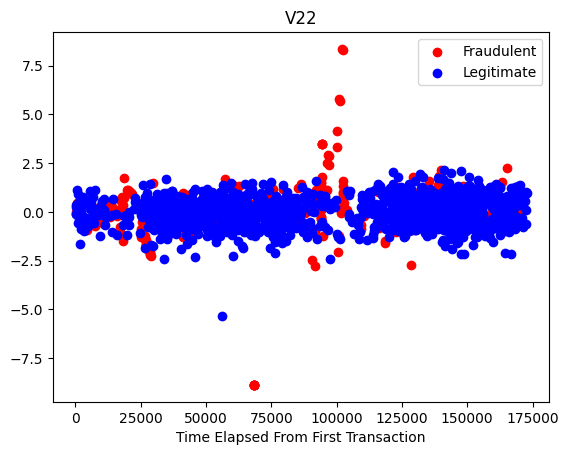 V22
Fraudulent
Legitimate
7.5
5.0
2.5
0.0
−2.5
−5.0
−7.5
0 25000 50000 75000 100000 125000 150000 175000
Time Elapsed From First Transaction